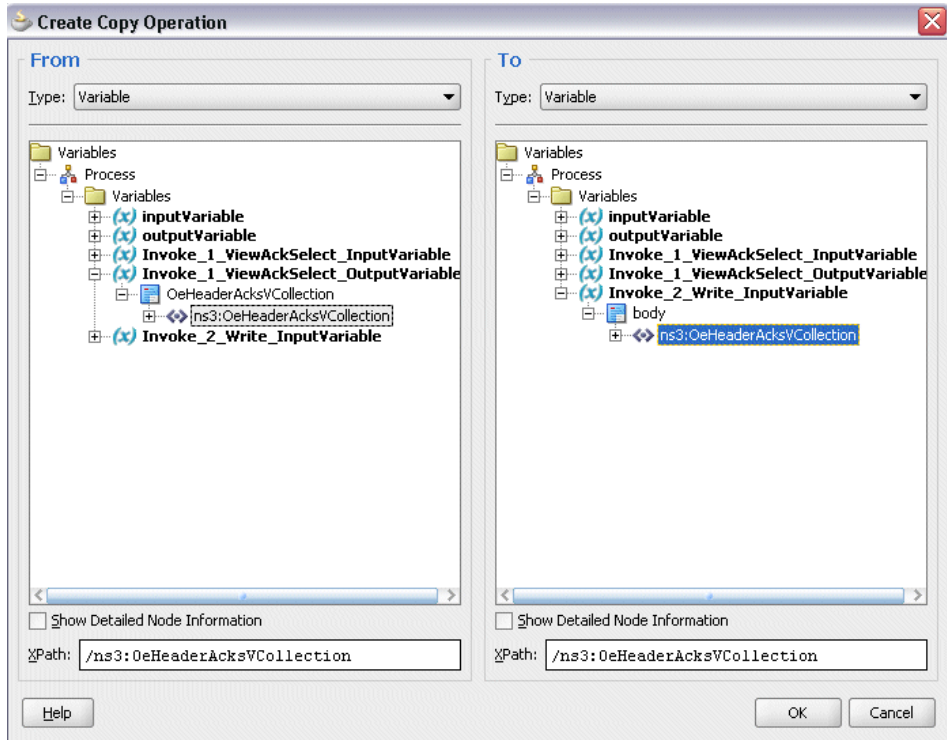 Create Copy Operation
From
Type: Variable
Variables
Process
Variables
inputVariable
outputVariable
Invoke_1_ViewAckSelect_InputVariable
Invoke_1_ViewAckSelect_OutputVariable
OeHeaderAcksVCollection
ns3:OeHeaderAcksVCollection
Invoke_2_Write_InputVariable
Show Detailed Node Information
XPath: /ns3:OeHeaderAcksVCollection
To
Type: Variable
Variables
Process
Variables
inputVariable
outputVariable
Invoke_1_ViewAckSelect_InputVariable
Invoke_1_ViewAckSelect_OutputVariable
Invoke_2_Write_InputVariable
body
ns3:OeHeaderAcksVCollection
Show Detailed Node Information
XPath: /ns3:OeHeaderAcksVCollection
Help
OK
Cancel